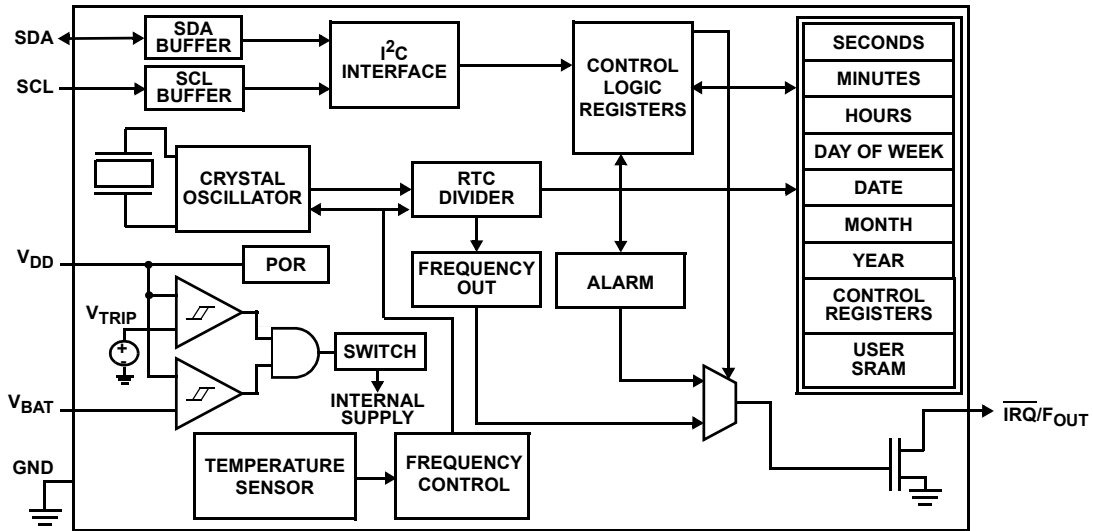 SDA
SDA
BUFFER
SCL
SCL
BUFFER
I²C
INTERFACE
CONTROL
LOGIC
REGISTERS
SECONDS
MINUTES
HOURS
DAY OF WEEK
DATE
MONTH
YEAR
CONTROL
REGISTERS
USER
SRAM
CRYSTAL
OSCILLATOR
RTC
DIVIDER
FREQUENCY
OUT
ALARM
VDD
POR
VTRIP
+
-
SWITCH
INTERNAL
SUPPLY
VBAT
GND
TEMPERATURE
SENSOR
FREQUENCY
CONTROL
I̅R̅Q̅/FOUT